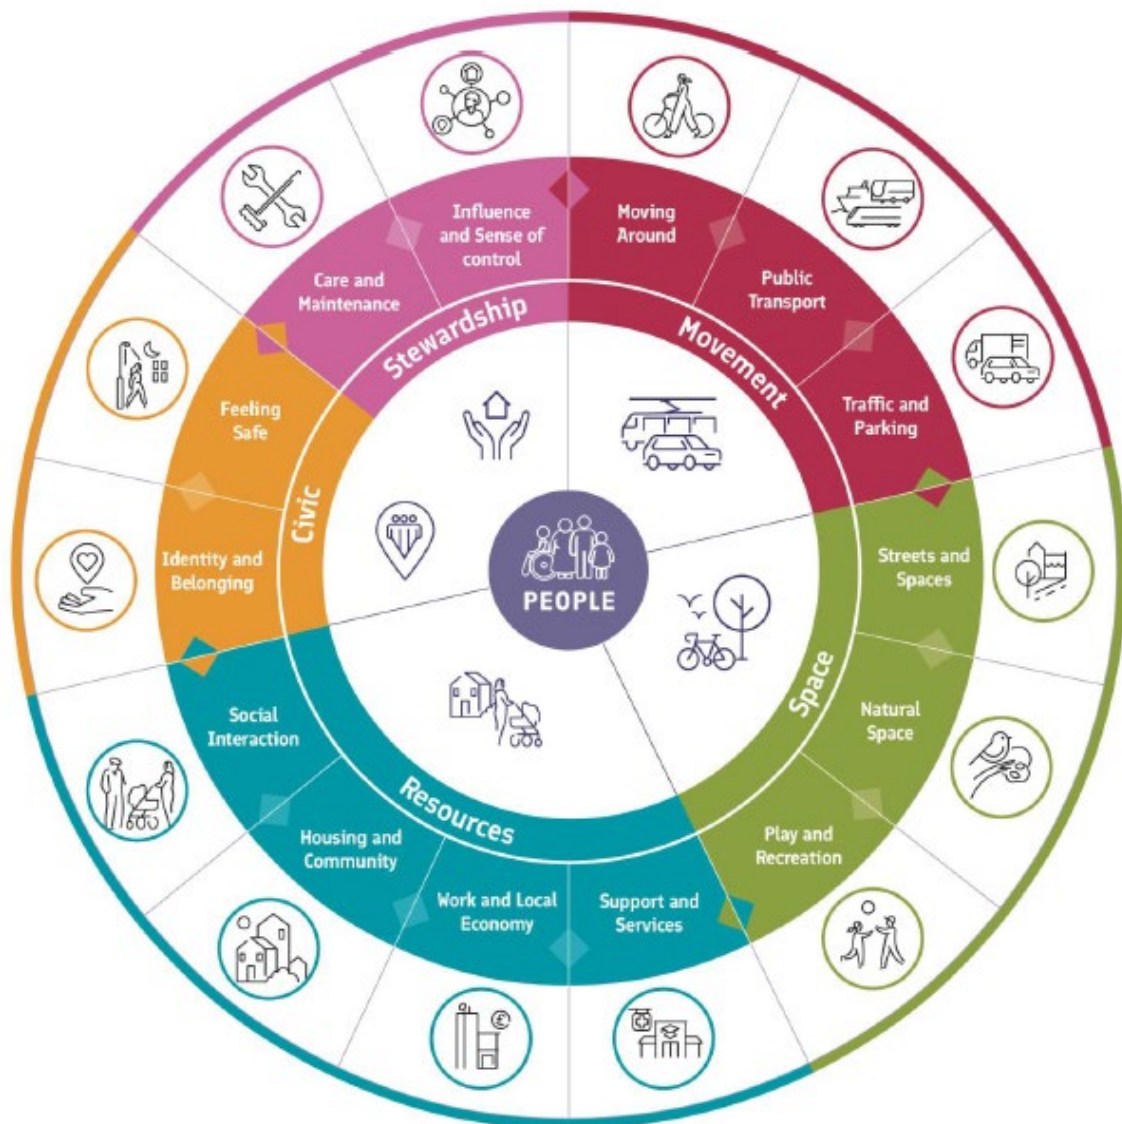 Moving
Around
Public
Transport
Traffic and
Parking
Streets and
Spaces
Natural
Space
Play and
Recreation
Support and
Services
Work and Local
Economy
Housing and
Community
Social
Interaction
Identity and
Belonging
Feeling
Safe
Care and
Maintenance
Influence
and Sense of
control
Movement
Space
Resources
Civic
Stewardship
PEOPLE
£